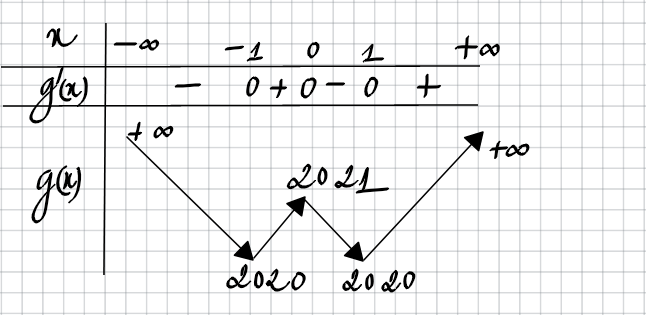 x -∞ -1 0 1 +∞
g'(x) - 0 + 0 - 0 +
+∞ +∞
g(x) 2021
2020 2020